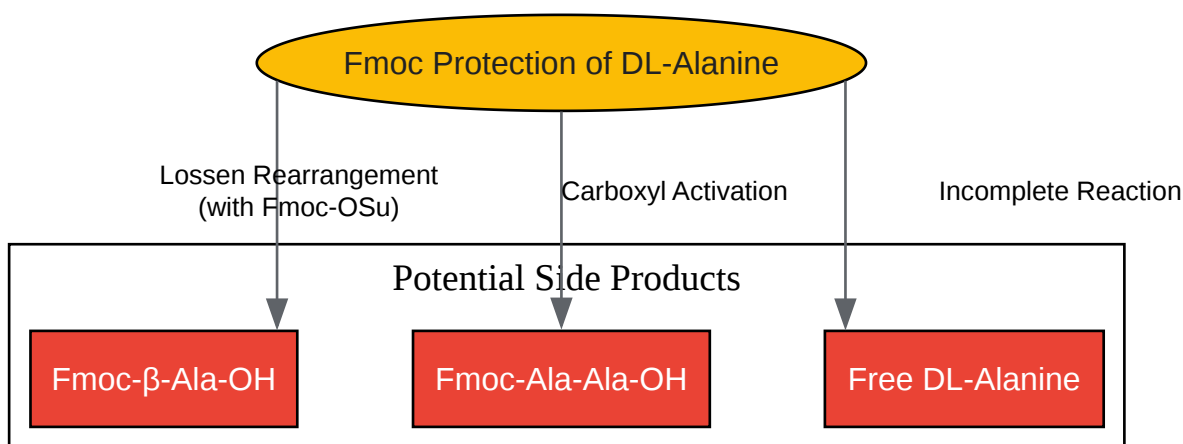 Fmoc Protection of DL-Alanine
Lossen Rearrangement
(with Fmoc-OSu)
Carboxyl Activation
Incomplete Reaction
Potential Side Products
Fmoc-β-Ala-OH
Fmoc-Ala-Ala-OH
Free DL-Alanine